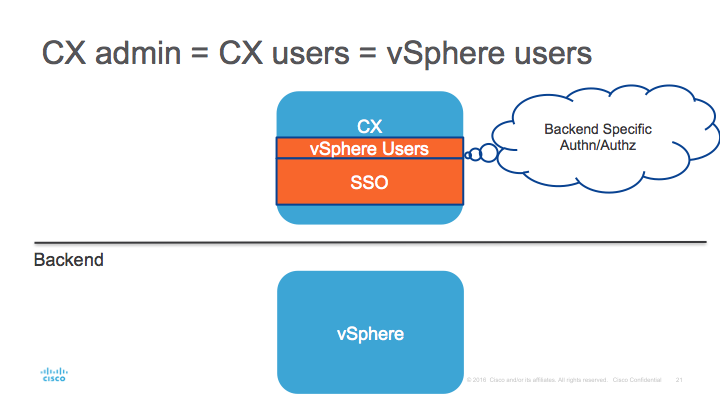 CX admin = CX users = vSphere users
CX
vSphere Users
SSO
Backend Specific
Authn/Authz
Backend
vSphere
CISCO
© 2016 Cisco and/or its affiliates. All rights reserved. Cisco Confidential 21